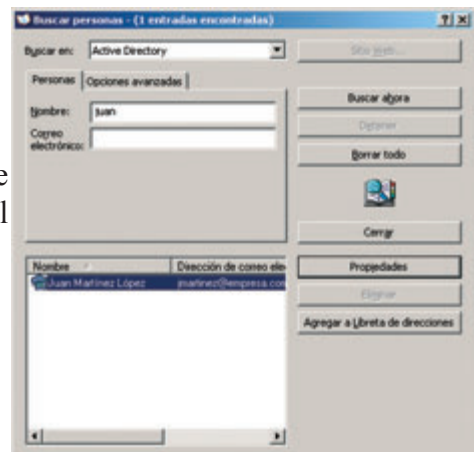 Buscar personas - (1 entradas encontradas)
Buscar en: Active Directory
Sitio web...
Personas Opciones avanzadas
Buscar ahora
Nombre: juan
Detener
Correo electrónico:
Borrar todo
e
l
Cerrar
Nombre Dirección de correo ele
Propiedades
Juan Martínez López jmartinez@empresa.com
Eliminar
Agregar a Libreta de direcciones